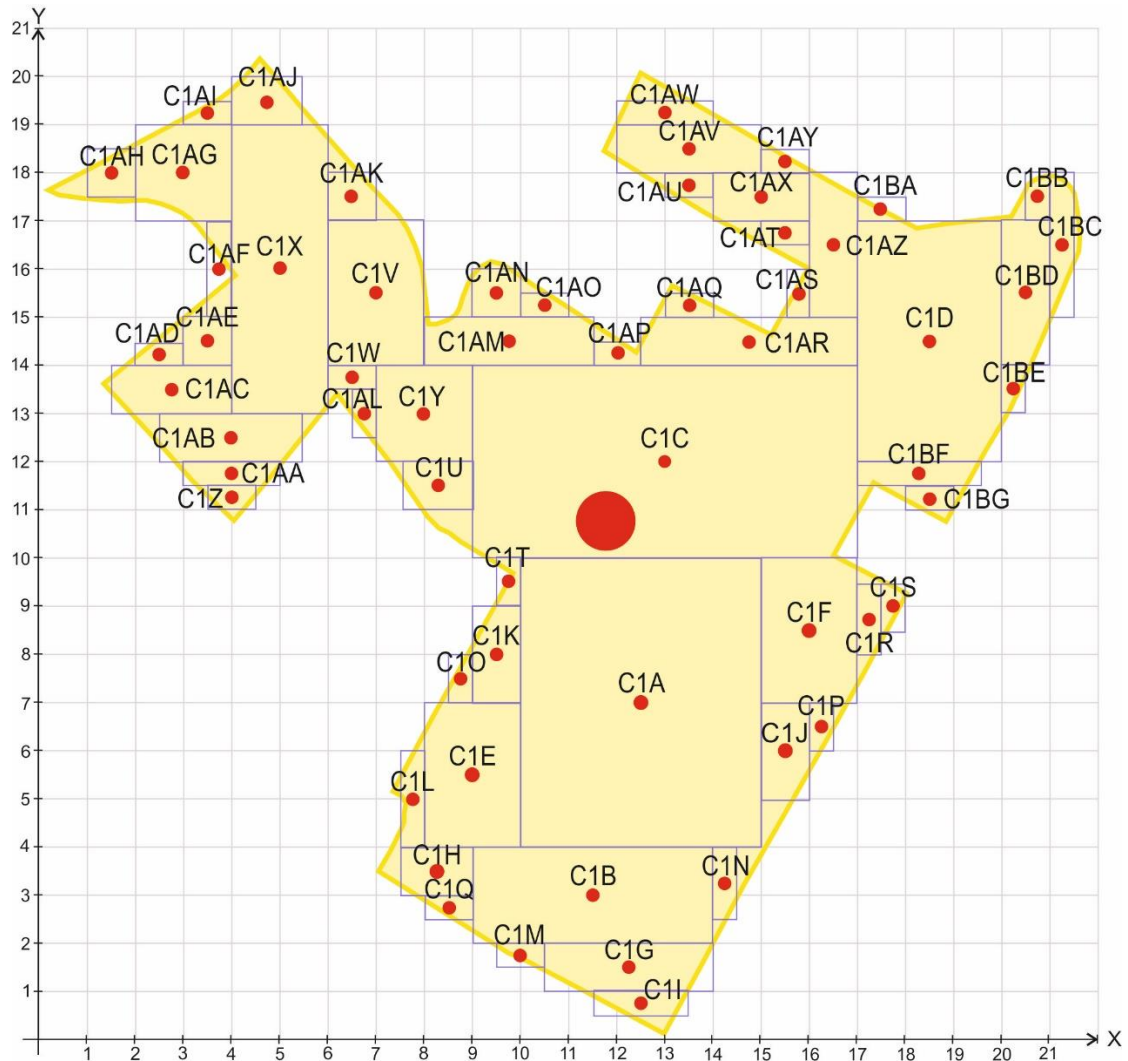 Y
21
20
19
18
17
16
15
14
13
12
11
10
9
8
7
6
5
4
3
2
1
C1AJ
C1AI
C1AW
C1AV
C1AY
C1AH C1AG
C1AK
C1AU
C1AX
C1BA
C1BB
C1AT
C1AZ
C1BC
C1AF C1X
C1V
C1AN
C1AO
C1AQ
C1AS
C1BD
C1AD
C1AE
C1AM
C1AP
C1AR
C1D
C1W
C1AC
C1AL
C1Y
C1BE
C1AB
C1C
C1AA
C1U
C1BF
C1Z
C1BG
C1T
C1S
C1F
C1K
C1R
C1O
C1A
C1P
C1J
C1E
C1L
C1H
C1B
C1N
C1Q
C1M
C1G
C1I
1 2 3 4 5 6 7 8 9 10 11 12 13 14 15 16 17 18 19 20 21 X